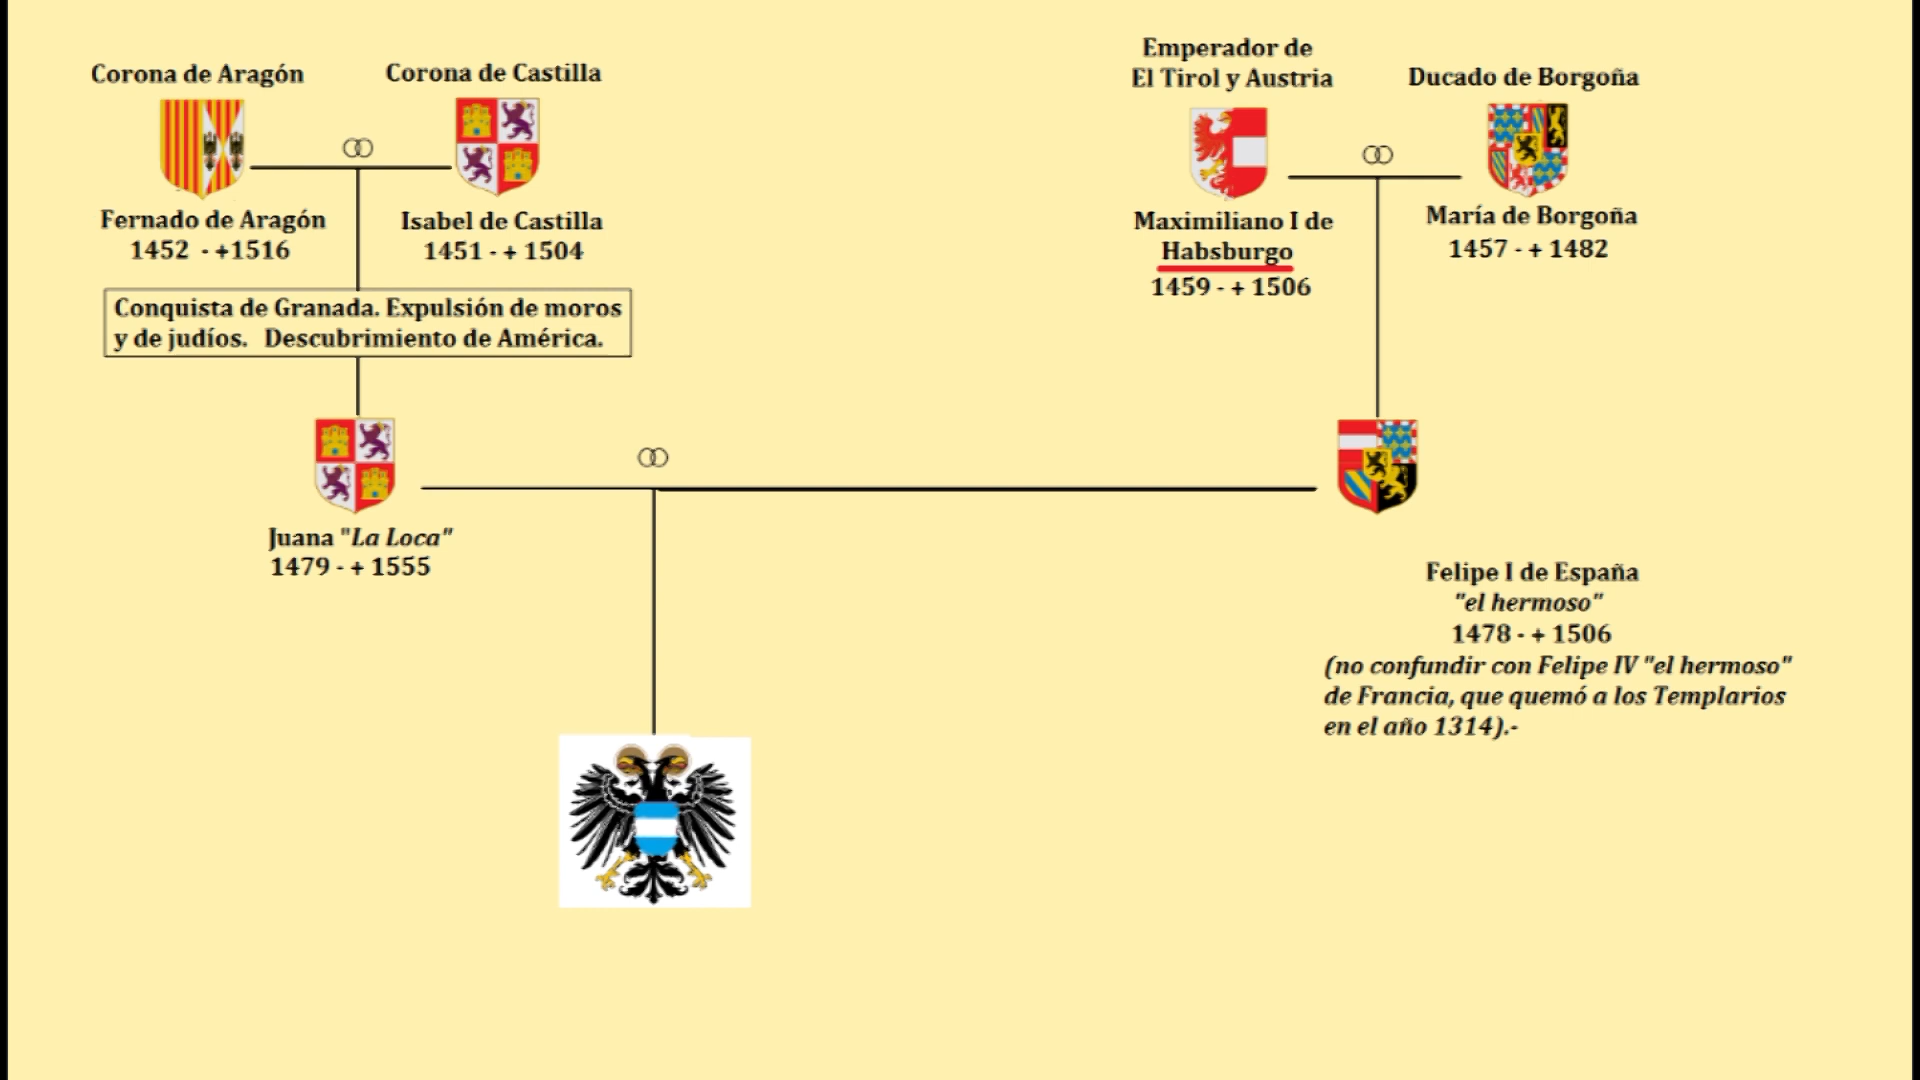 Corona de Aragón
Corona de Castilla
Emperador de
El Tirol y Austria
Ducado de Borgoña
Fernado de Aragón
1452 - +1516
Isabel de Castilla
1451 - + 1504
Maximiliano I de
Habsburgo
1459 - + 1506
María de Borgoña
1457 - + 1482
Conquista de Granada. Expulsión de moros
y de judíos. Descubrimiento de América.
Juana "La Loca"
1479 - + 1555
Felipe I de España
"el hermoso"
1478 - + 1506
(no confundir con Felipe IV "el hermoso"
de Francia, que quemó a los Templarios
en el año 1314).-